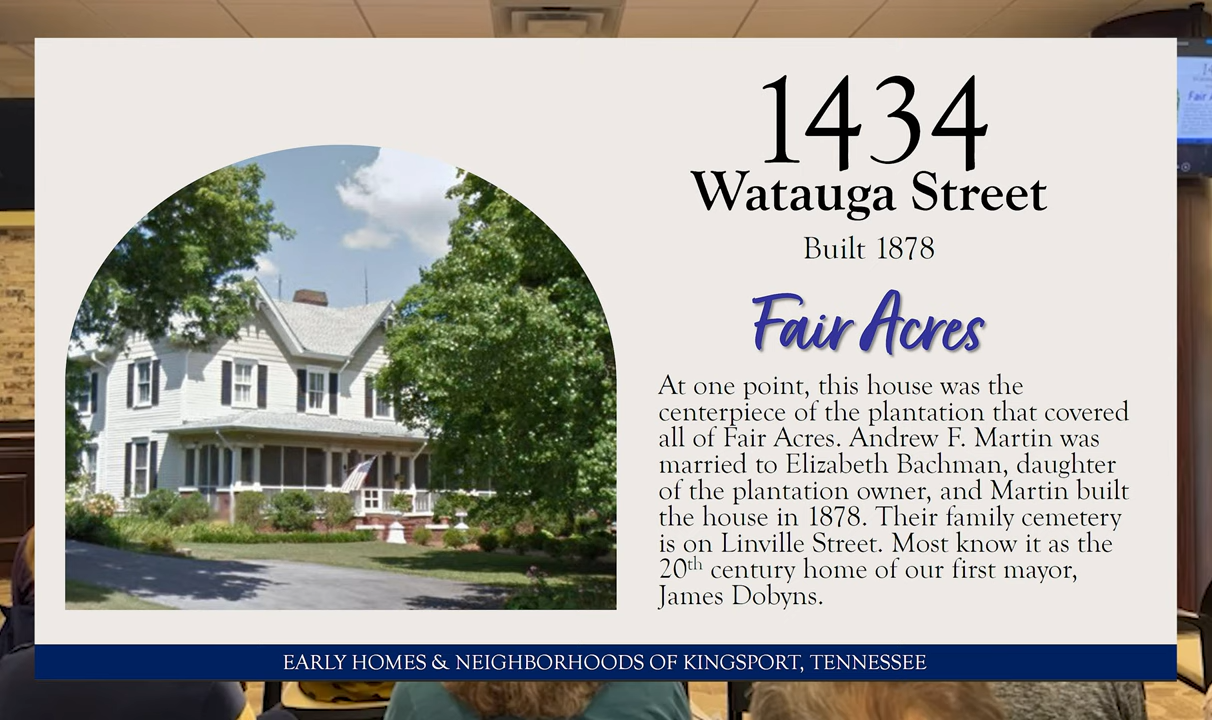 1434
Watauga Street
Built 1878
Fair Acres
At one point, this house was the
centerpiece of the plantation that covered
all of Fair Acres. Andrew F. Martin was
married to Elizabeth Bachman, daughter
of the plantation owner, and Martin built
the house in 1878. Their family cemetery
is on Linville Street. Most know it as the
20th century home of our first mayor,
James Dobyns.
EARLY HOMES & NEIGHBORHOODS OF KINGSPORT, TENNESSEE